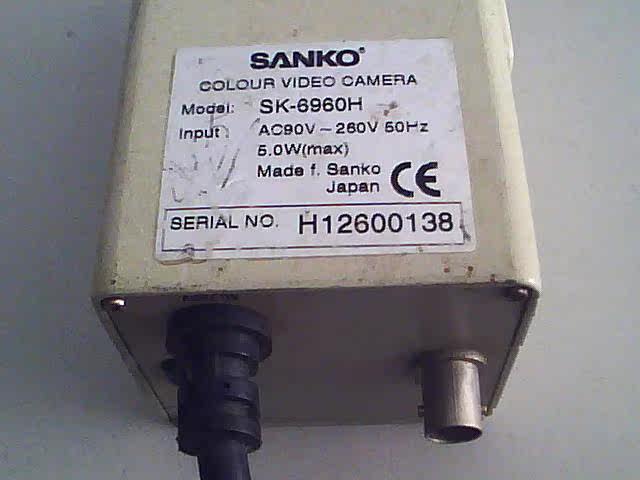 SANKO®
COLOUR VIDEO CAMERA
Model: SK-6960H
Input: AC90V ~ 260V 50Hz
5.0W(max)
Made f. Sanko
Japan CE
SERIAL NO. H12600138